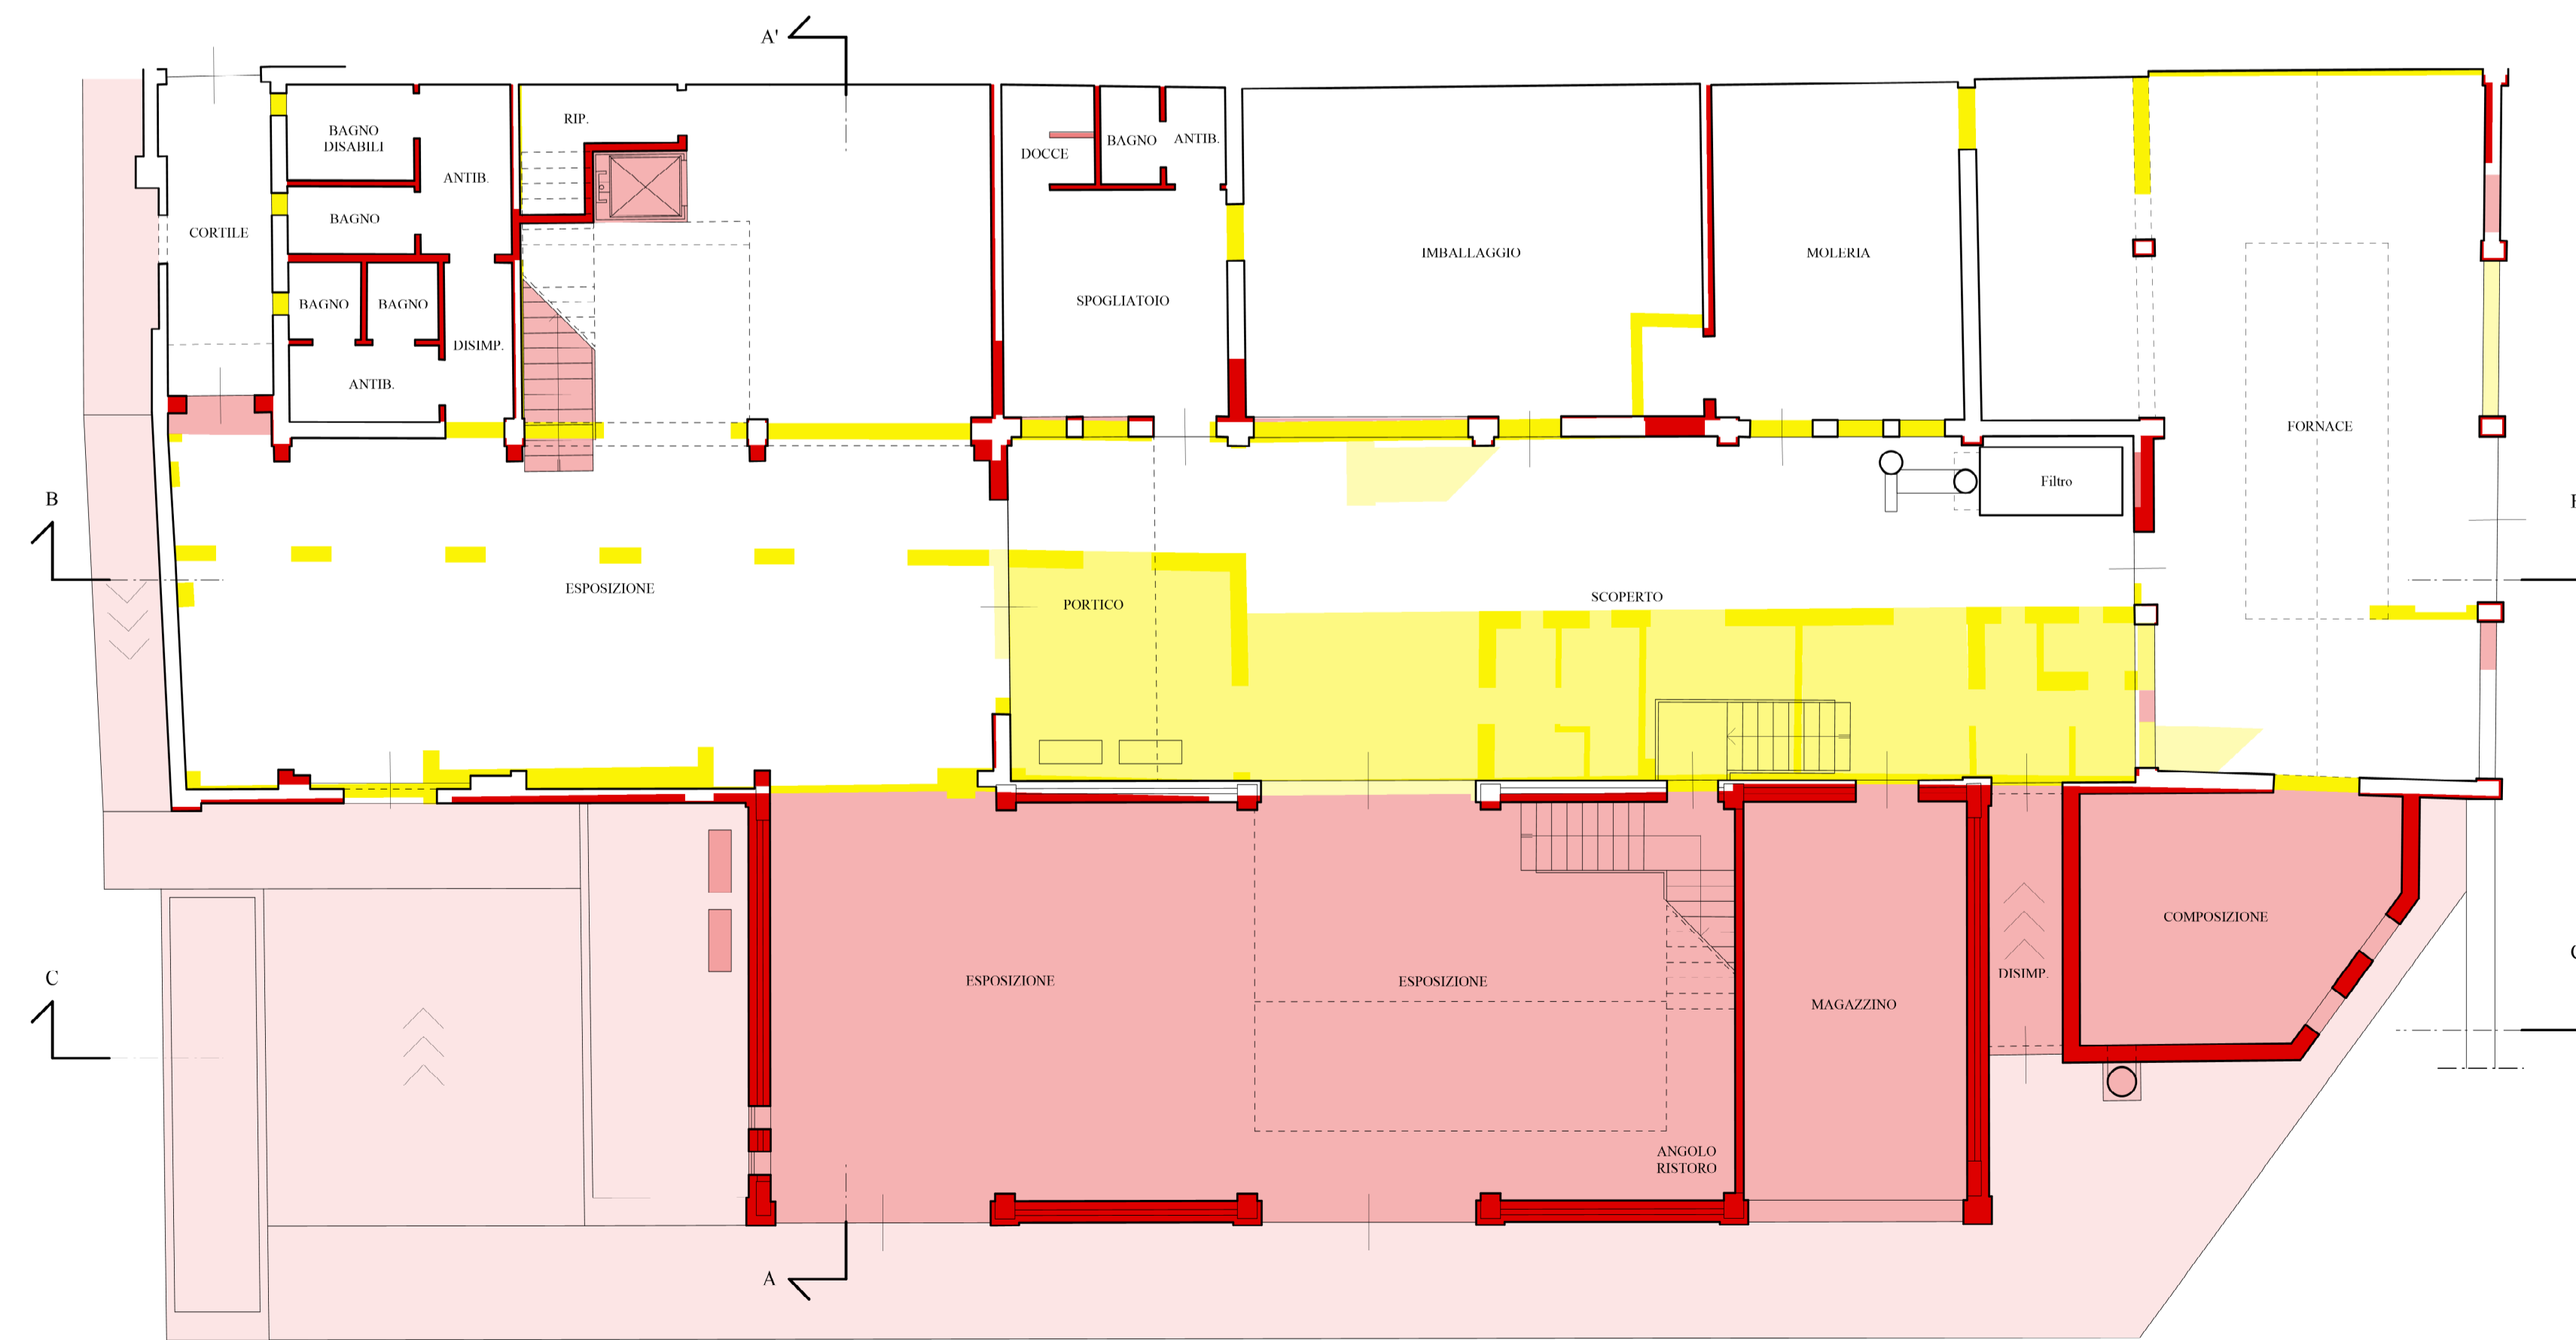 A'
RIP.
BAGNO
DISABILI
ANTIB.
DOCCE
BAGNO
ANTIB.
BAGNO
CORTILE
IMBALLAGGIO
MOLERIA
BAGNO
BAGNO
SPOGLIATOIO
DISIMP.
ANTIB.
FORNACE
Filtro
B
ESPOSIZIONE
PORTICO
SCOPERTO
COMPOSIZIONE
C
ESPOSIZIONE
ESPOSIZIONE
DISIMP.
MAGAZZINO
ANGOLO
RISTORO
A